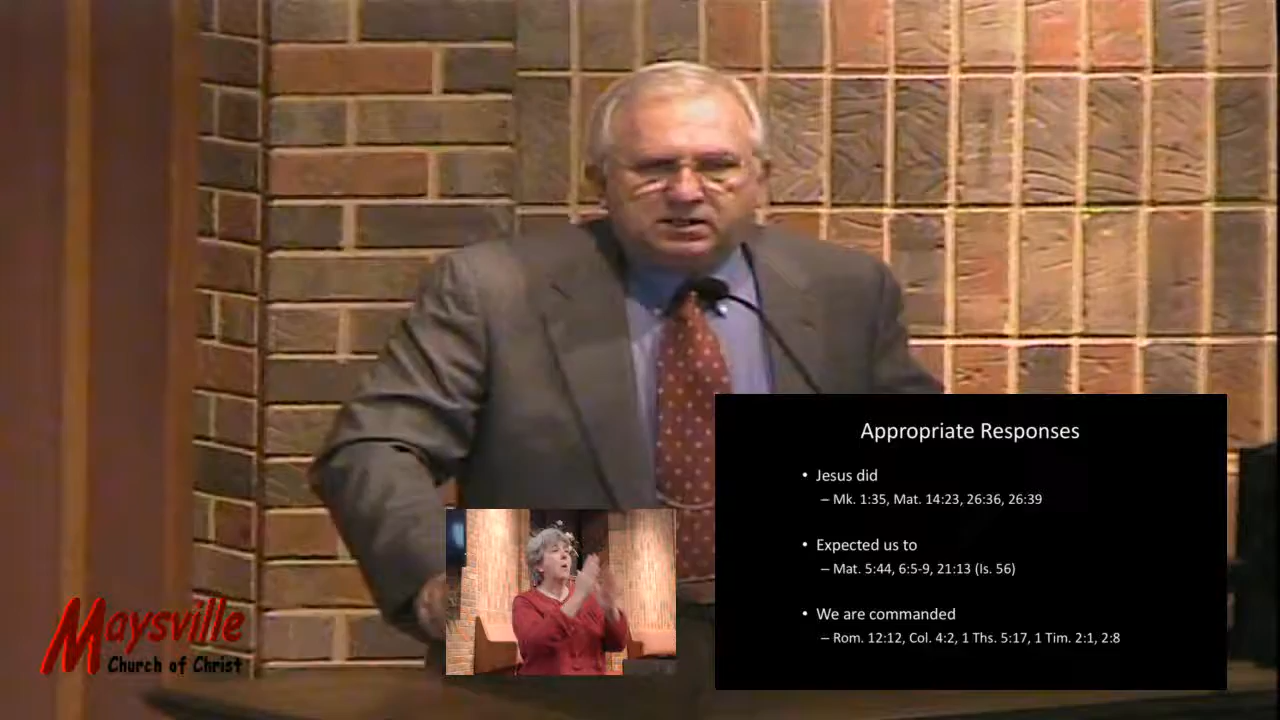 Appropriate Responses
• Jesus did
– Mk. 1:35, Mat. 14:23, 26:36, 26:39
• Expected us to
– Mat. 5:44, 6:5-9, 21:13 (Is. 56)
• We are commanded
– Rom. 12:12, Col. 4:2, 1 Ths. 5:17, 1 Tim. 2:1, 2:8
Maysville
Church of Christ